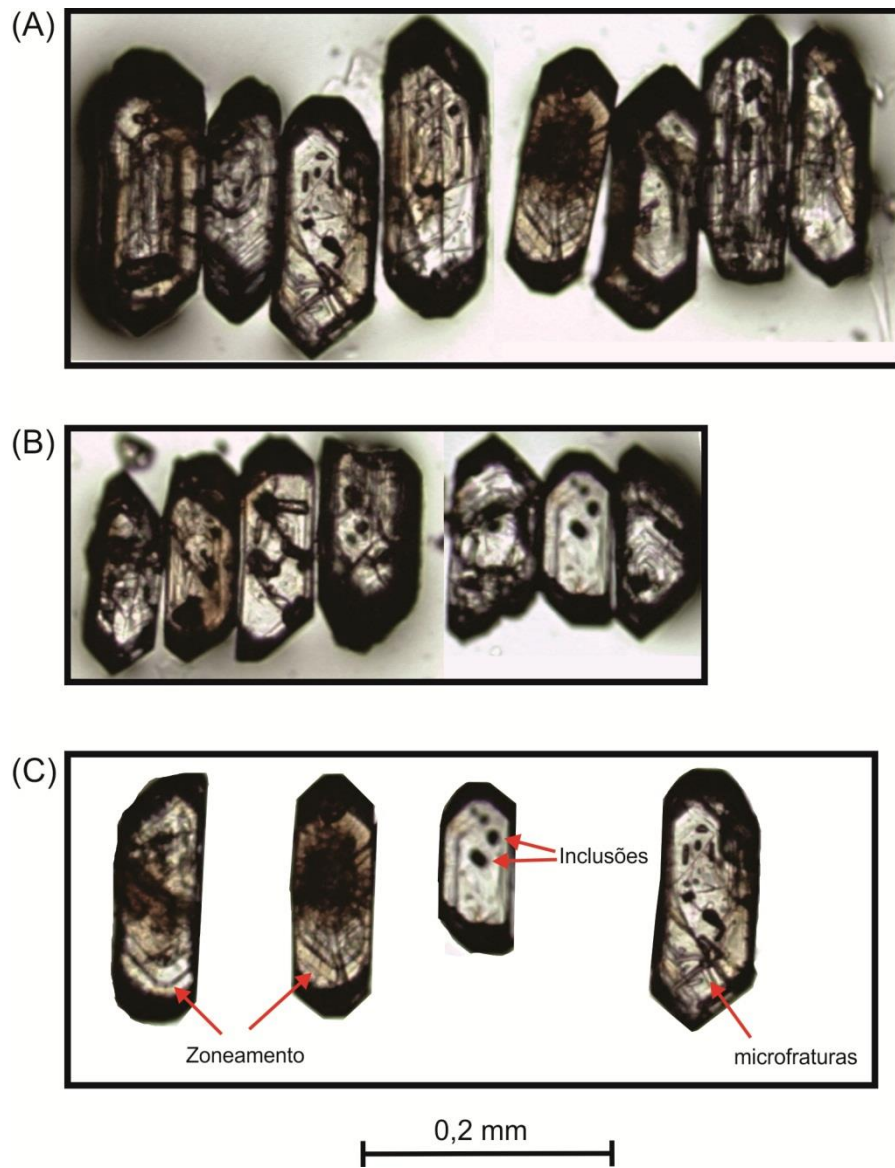 (A)
(B)
(C)
Inclusões
Zoneamento
microfraturas
0,2 mm